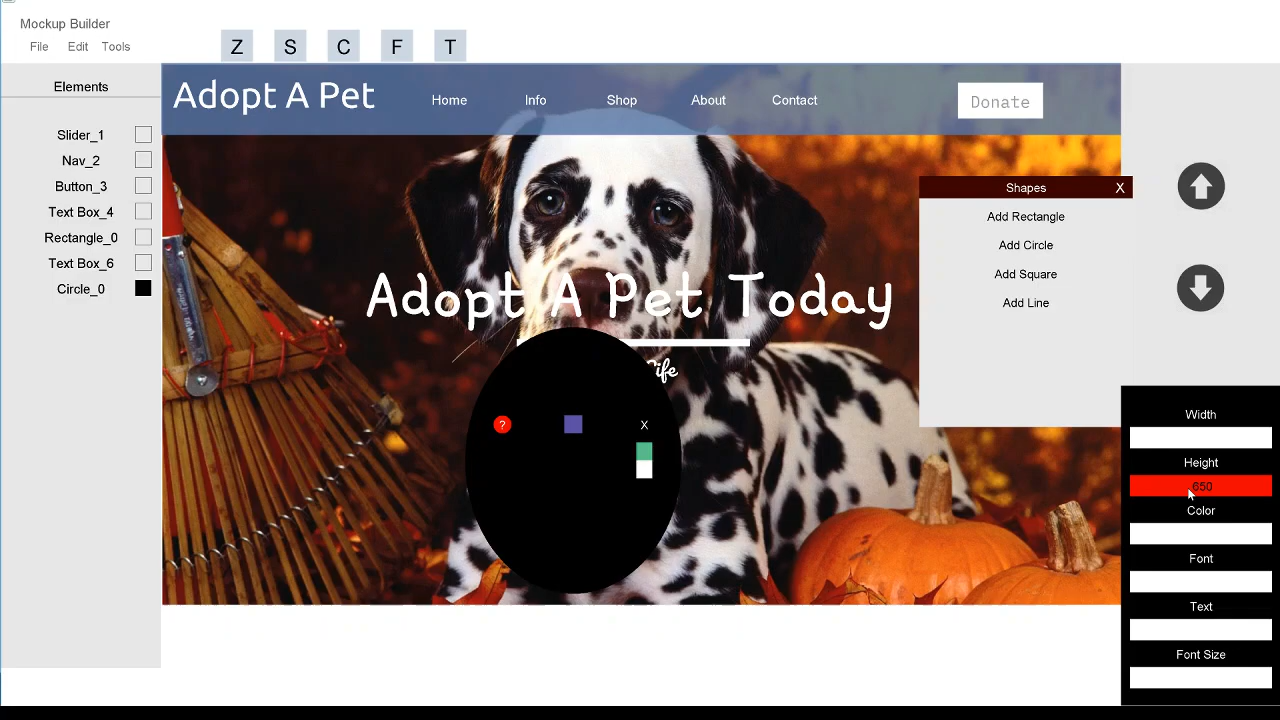 Mockup Builder
File Edit Tools
Z S C F T
Elements
Slider_1
Nav_2
Button_3
Text Box_4
Rectangle_0
Text Box_6
Circle_0
Adopt A Pet Home Info Shop About Contact Donate
Adopt A Pet Today
? X
Shapes X
Add Rectangle
Add Circle
Add Square
Add Line
Width
Height
650
Color
Font
Text
Font Size